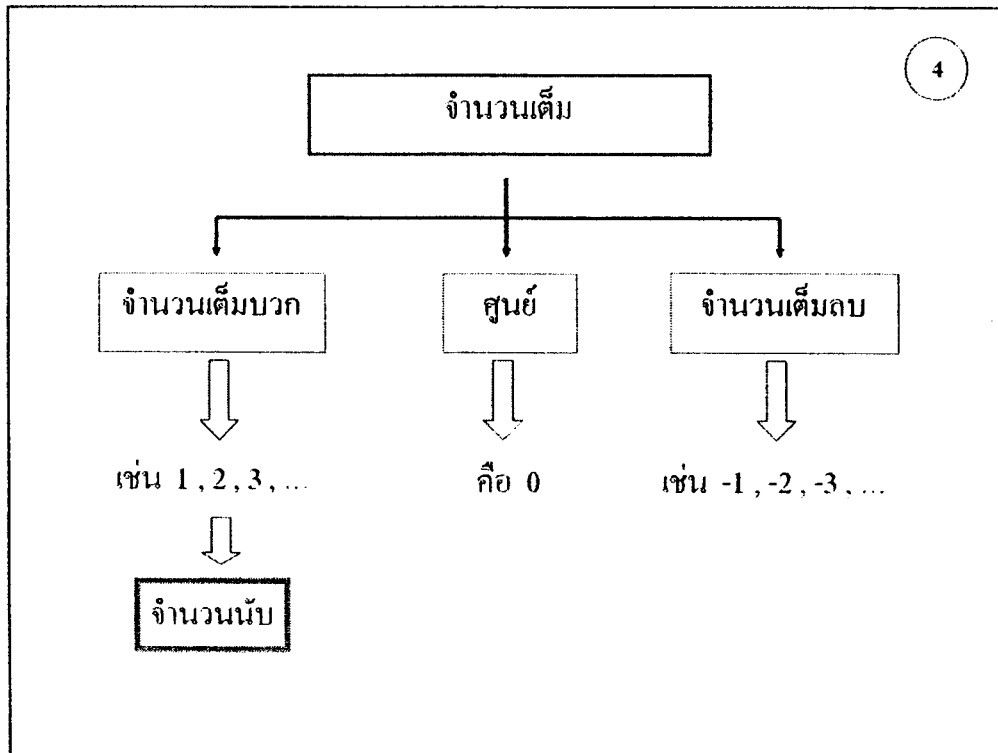 4
จำนวนเต็ม
จำนวนเต็มบวก ศูนย์ จำนวนเต็มลบ
เช่น 1 , 2 , 3 , ... คือ 0 เช่น -1 , -2 , -3 , ...
จำนวนนับ